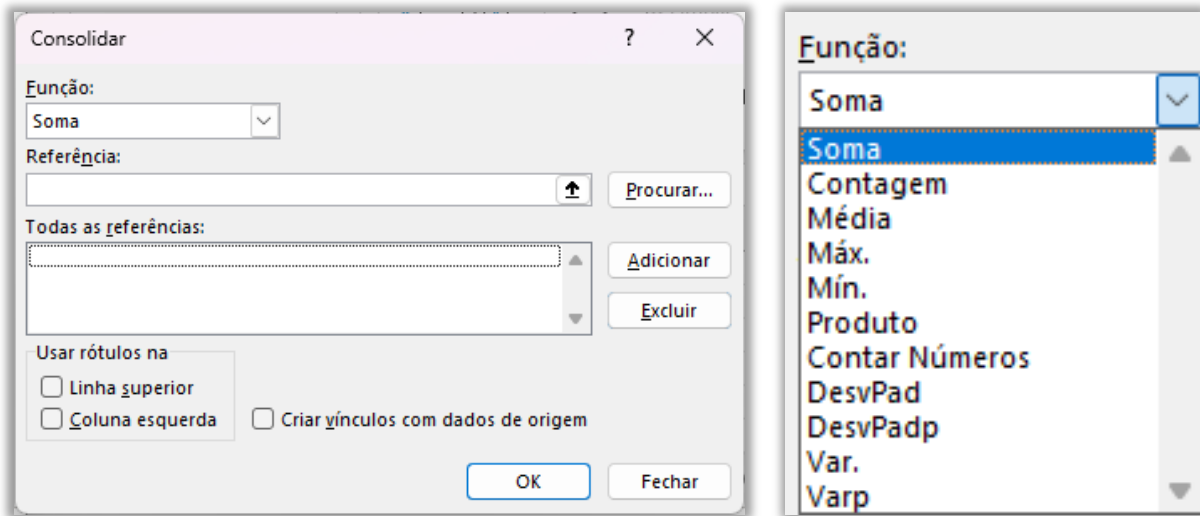 Consolidar
Função:
Soma
Referência:
Procurar...
Todas as referências:
Adicionar
Excluir
Usar rótulos na
Linha superior
Coluna esquerda
Criar vínculos com dados de origem
OK
Fechar
Função:
Soma
Soma
Contagem
Média
Máx.
Mín.
Produto
Contar Números
DesvPad
DesvPadp
Var.
Varp